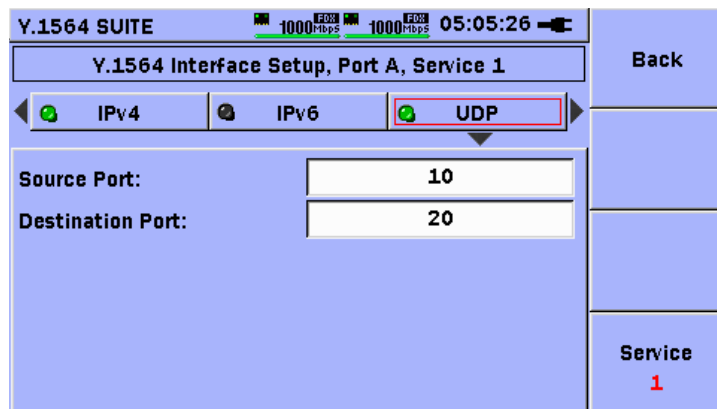 Y.1564 SUITE 1000 FDX Mbps 1000 FDX Mbps 05:05:26
Back
Y.1564 Interface Setup, Port A, Service 1
IPv4 IPv6 UDP
Source Port: 10
Destination Port: 20
Service
1